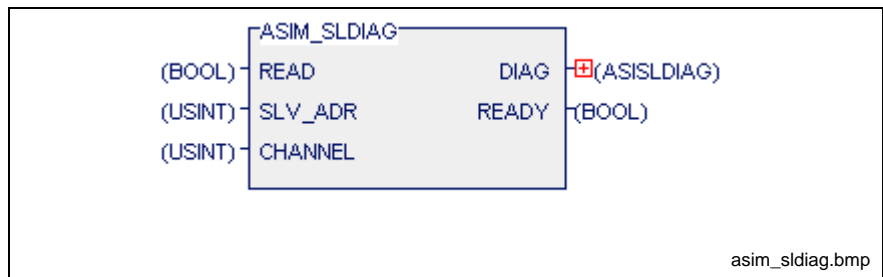 ASIM_SLDIAG
(BOOL) READ DIAG (ASISLDIAG)
(USINT) SLV_ADR READY (BOOL)
(USINT) CHANNEL
asim_sldiag.bmp